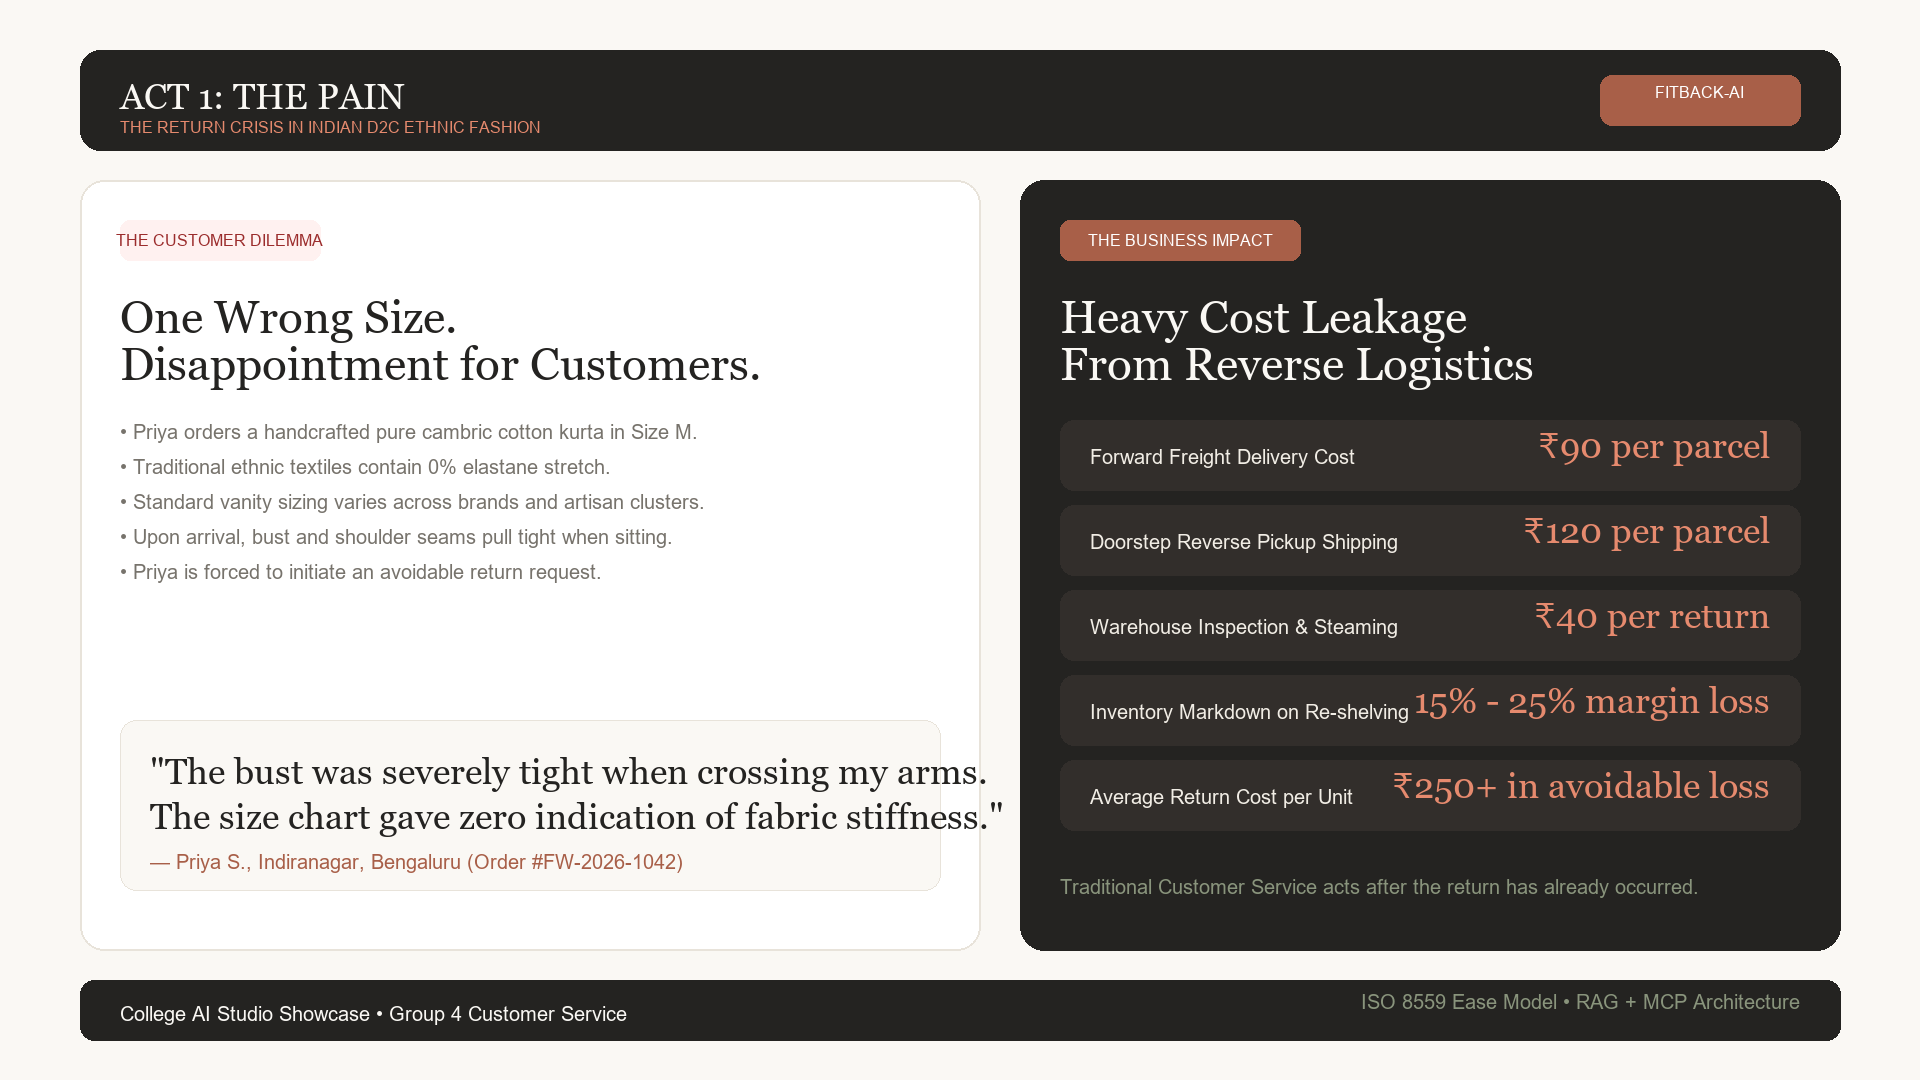 ACT 1: THE PAIN
THE RETURN CRISIS IN INDIAN D2C ETHNIC FASHION
FITBACK-AI
THE CUSTOMER DILEMMA
One Wrong Size.
Disappointment for Customers.
• Priya orders a handcrafted pure cambric cotton kurta in Size M.
• Traditional ethnic textiles contain 0% elastane stretch.
• Standard vanity sizing varies across brands and artisan clusters.
• Upon arrival, bust and shoulder seams pull tight when sitting.
• Priya is forced to initiate an avoidable return request.
"The bust was severely tight when crossing my arms.
The size chart gave zero indication of fabric stiffness."
— Priya S., Indiranagar, Bengaluru (Order #FW-2026-1042)
THE BUSINESS IMPACT
Heavy Cost Leakage
From Reverse Logistics
Forward Freight Delivery Cost ₹90 per parcel
Doorstep Reverse Pickup Shipping ₹120 per parcel
Warehouse Inspection & Steaming ₹40 per return
Inventory Markdown on Re-shelving 15% - 25% margin loss
Average Return Cost per Unit ₹250+ in avoidable loss
Traditional Customer Service acts after the return has already occurred.
College AI Studio Showcase • Group 4 Customer Service
ISO 8559 Ease Model • RAG + MCP Architecture